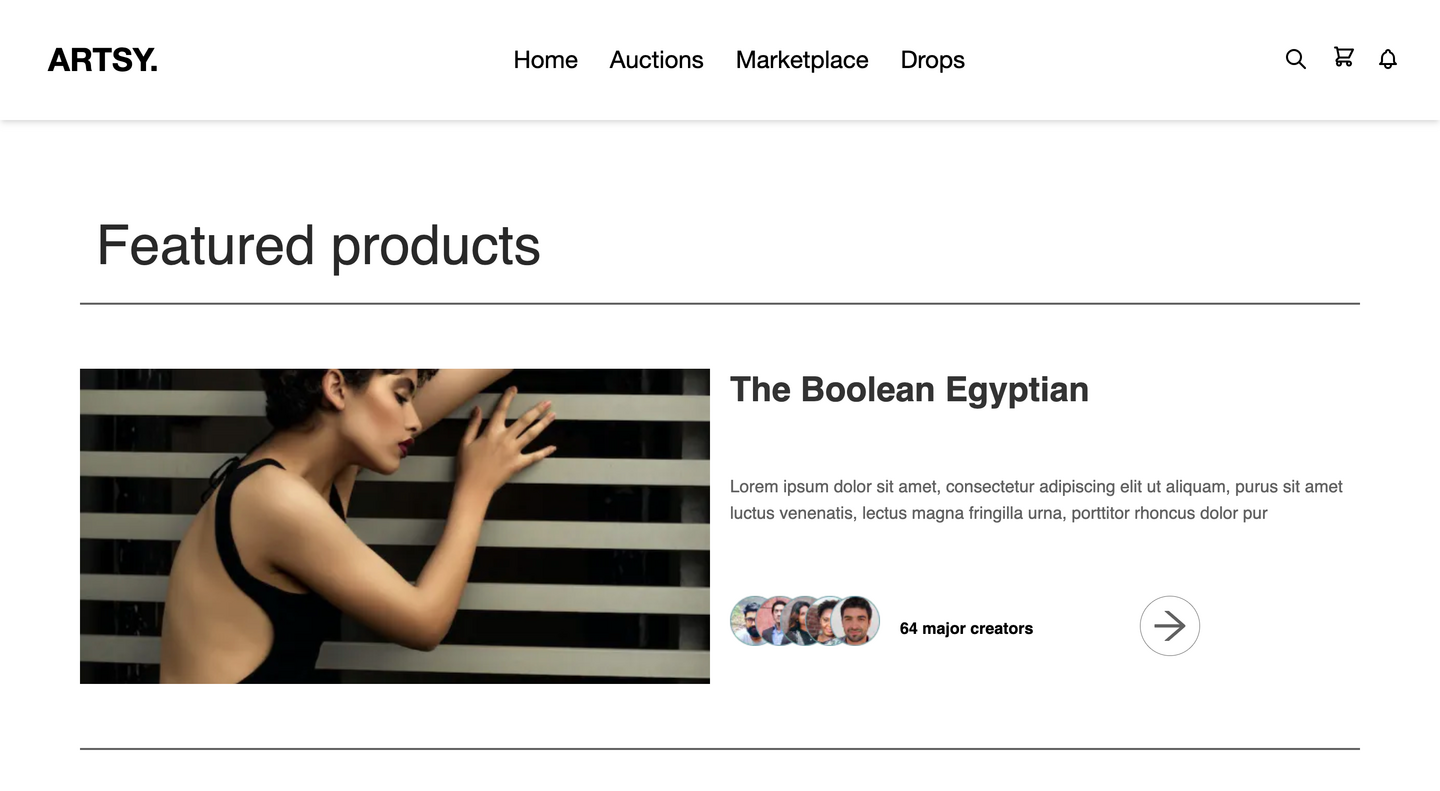 ARTSY.
Home Auctions Marketplace Drops
Featured products
The Boolean Egyptian
Lorem ipsum dolor sit amet, consectetur adipiscing elit ut aliquam, purus sit amet
luctus venenatis, lectus magna fringilla urna, porttitor rhoncus dolor pur
64 major creators